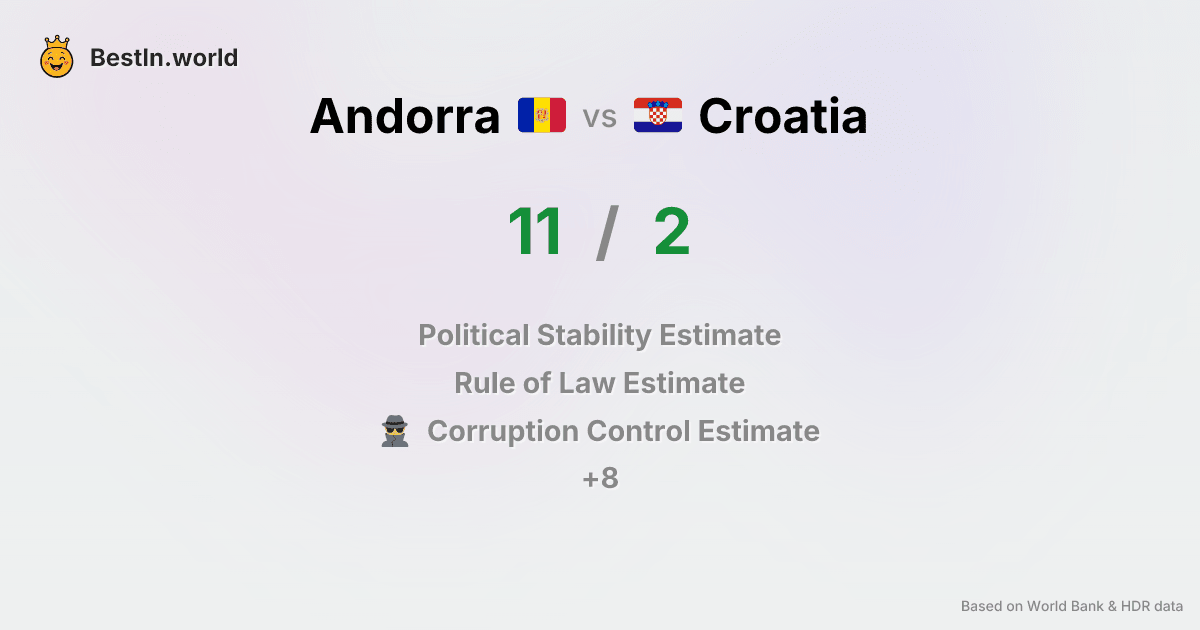 BestIn.world
Andorra vs Croatia
11 / 2
Political Stability Estimate
Rule of Law Estimate
Corruption Control Estimate
+8
Based on World Bank & HDR data